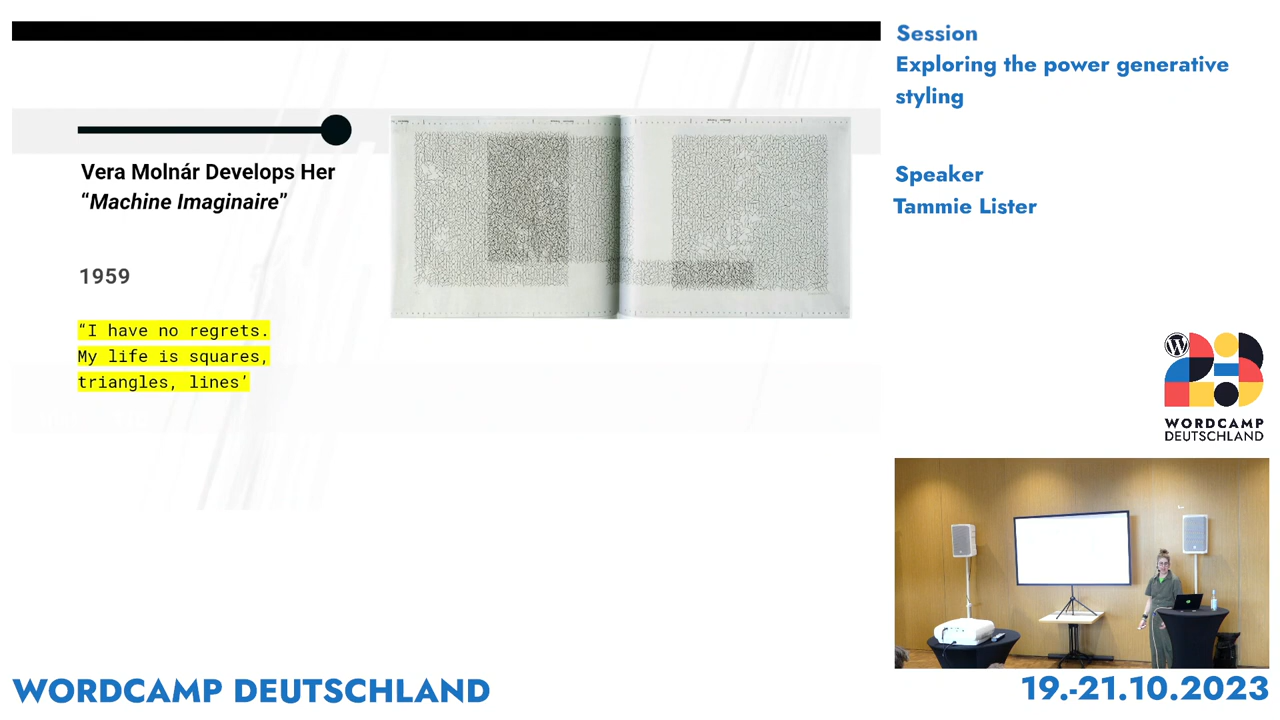 Vera Molnár Develops Her
“Machine Imaginaire”
1959
“I have no regrets.
My life is squares,
triangles, lines’
Session
Exploring the power generative
styling
Speaker
Tammie Lister
WORDCAMP
DEUTSCHLAND
WORDCAMP DEUTSCHLAND
19.-21.10.2023